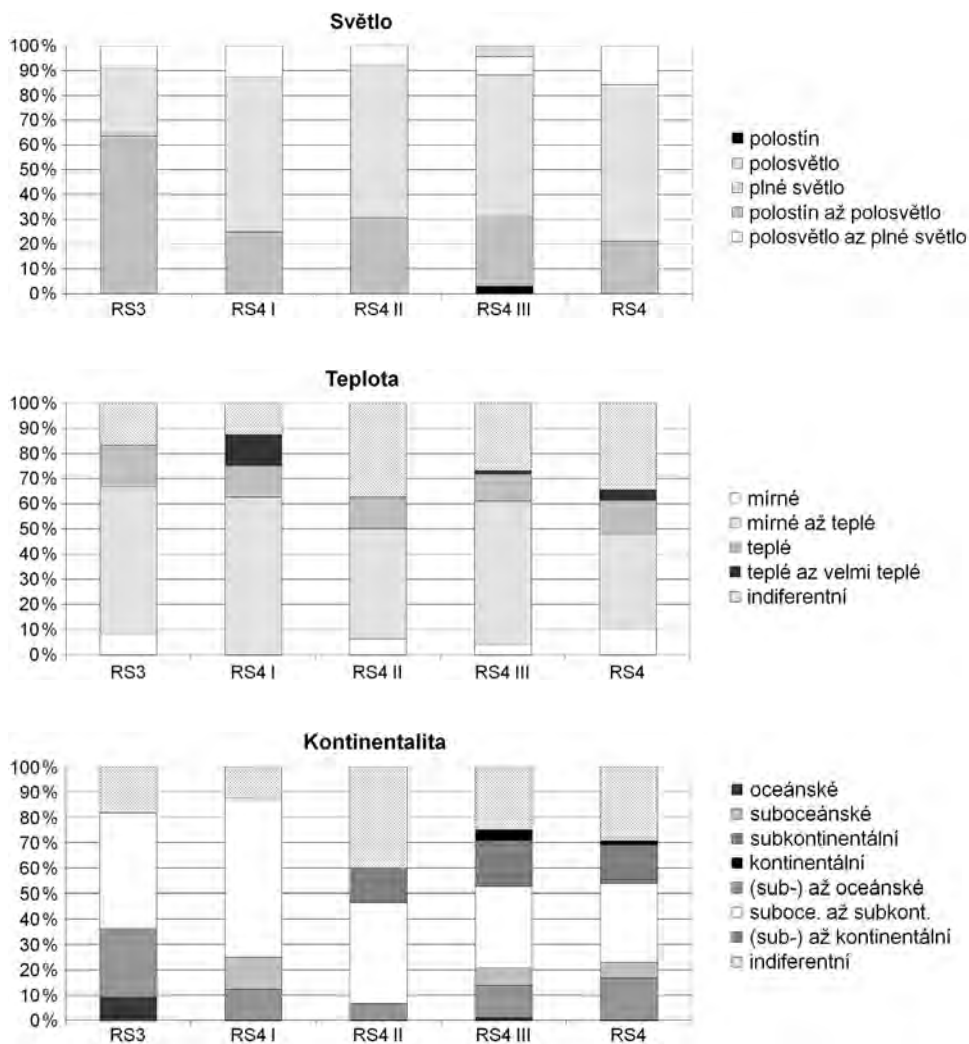 Světlo
100%
90%
80%
70%
60%
50%
40%
30%
20%
10%
0%
RS3 RS4 I RS4 II RS4 III RS4
polostín
polosvětlo
plné světlo
polostín až polosvětlo
polosvětlo az plné světlo
Teplota
100%
90%
80%
70%
60%
50%
40%
30%
20%
10%
0%
RS3 RS4 I RS4 II RS4 III RS4
mírné
mírné až teplé
teplé
teplé az velmi teplé
indiferentní
Kontinentalita
100%
90%
80%
70%
60%
50%
40%
30%
20%
10%
0%
RS3 RS4 I RS4 II RS4 III RS4
oceánské
suboceánské
subkontinentální
kontinentální
(sub-) až oceánské
suboce. až subkont.
(sub-) až kontinentální
indiferentní